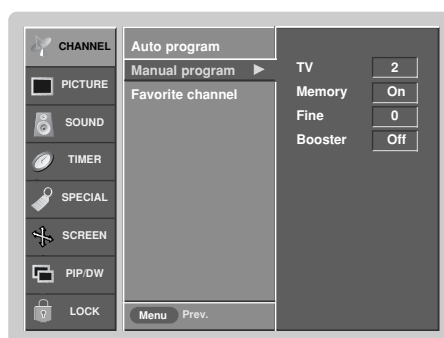 CHANNEL
PICTURE
SOUND
TIMER
SPECIAL
SCREEN
PIP/DW
LOCK
Auto program
Manual program ▶
Favorite channel
Menu Prev.
TV 2
Memory On
Fine 0
Booster Off